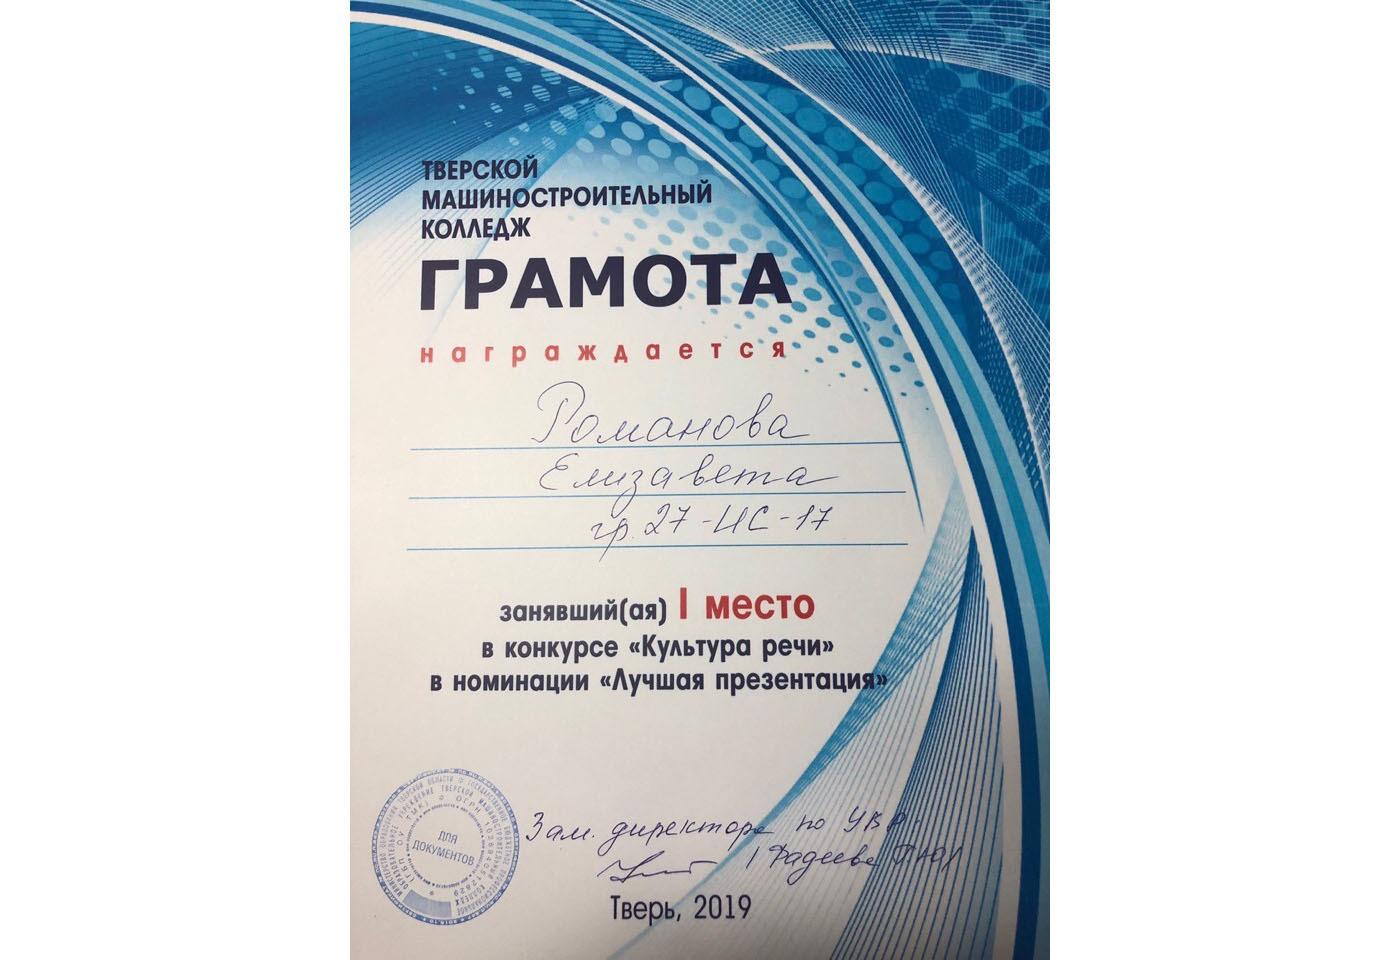 ТВЕРСКОЙ
МАШИНОСТРОИТЕЛЬНЫЙ
КОЛЛЕДЖ
ГРАМОТА
награждается
Романова
Елизавета
гр. 27-ИС-17
занявший(ая) I место
в конкурсе «Культура речи»
в номинации «Лучшая презентация»
ДЛЯ
ДОКУМЕНТОВ
Зам. директора по УВР
Фадеева
Тверь, 2019